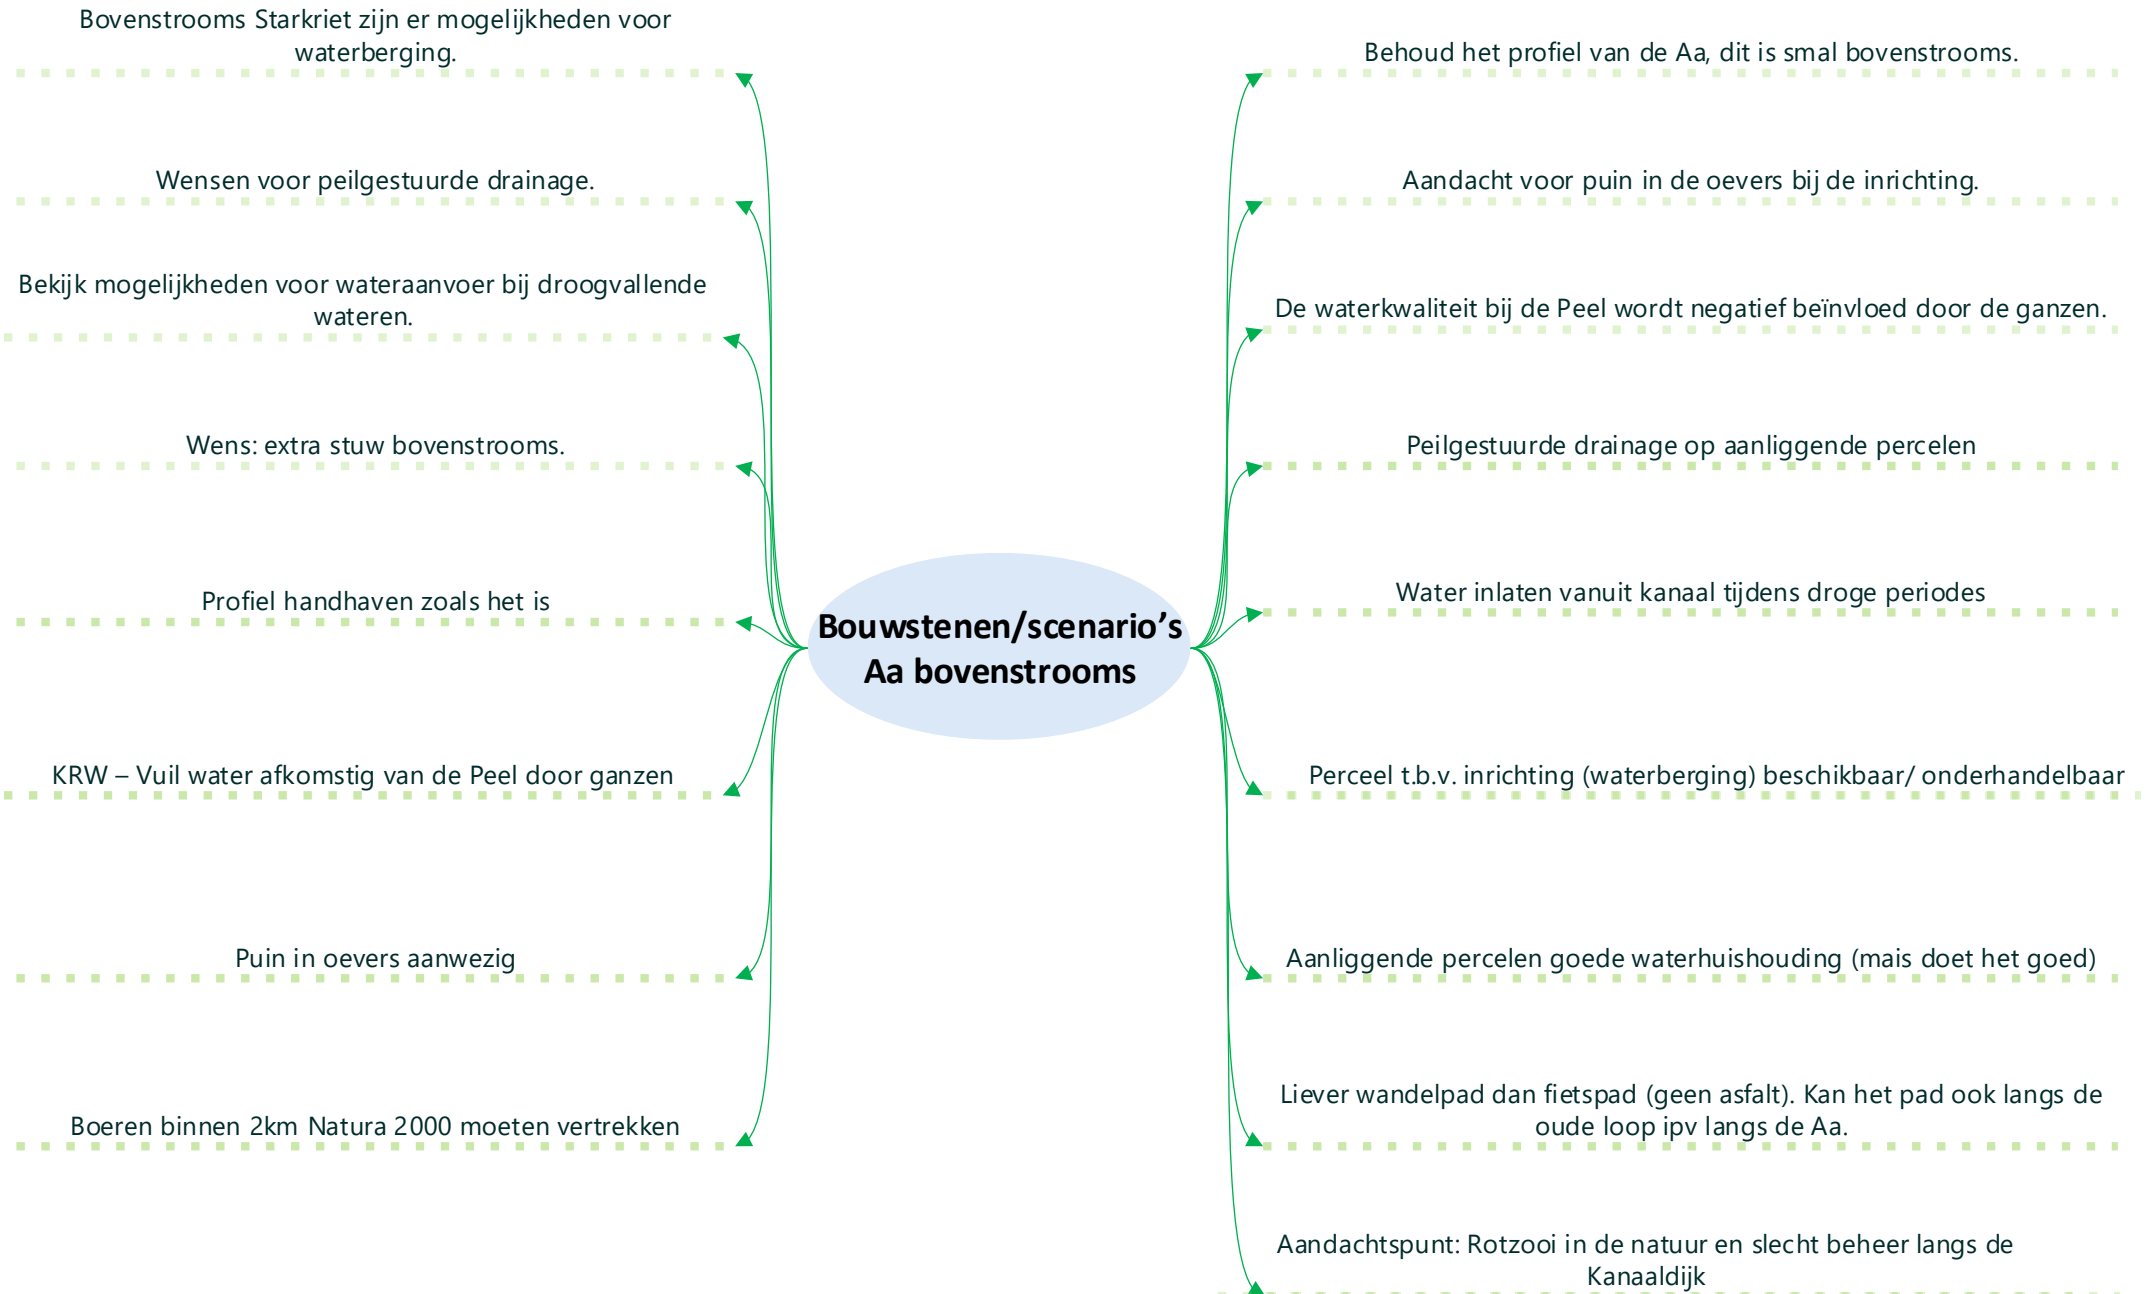 Bovenstrooms Starkriet zijn er mogelijkheden voor
waterberging.
Wensen voor peilgestuurde drainage.
Bekijk mogelijkheden voor wateraanvoer bij droogvallende
wateren.
Wens: extra stuw bovenstrooms.
Profiel handhaven zoals het is
KRW – Vuil water afkomstig van de Peel door ganzen
Puin in oevers aanwezig
Boeren binnen 2km Natura 2000 moeten vertrekken
Bouwstenen/scenario’s
Aa bovenstrooms
Behoud het profiel van de Aa, dit is smal bovenstrooms.
Aandacht voor puin in de oevers bij de inrichting.
De waterkwaliteit bij de Peel wordt negatief beïnvloed door de ganzen.
Peilgestuurde drainage op aanliggende percelen
Water inlaten vanuit kanaal tijdens droge periodes
Perceel t.b.v. inrichting (waterberging) beschikbaar/ onderhandelbaar
Aanliggende percelen goede waterhuishouding (mais doet het goed)
Liever wandelpad dan fietspad (geen asfalt). Kan het pad ook langs de
oude loop ipv langs de Aa.
Aandachtspunt: Rotzooi in de natuur en slecht beheer langs de
Kanaaldijk